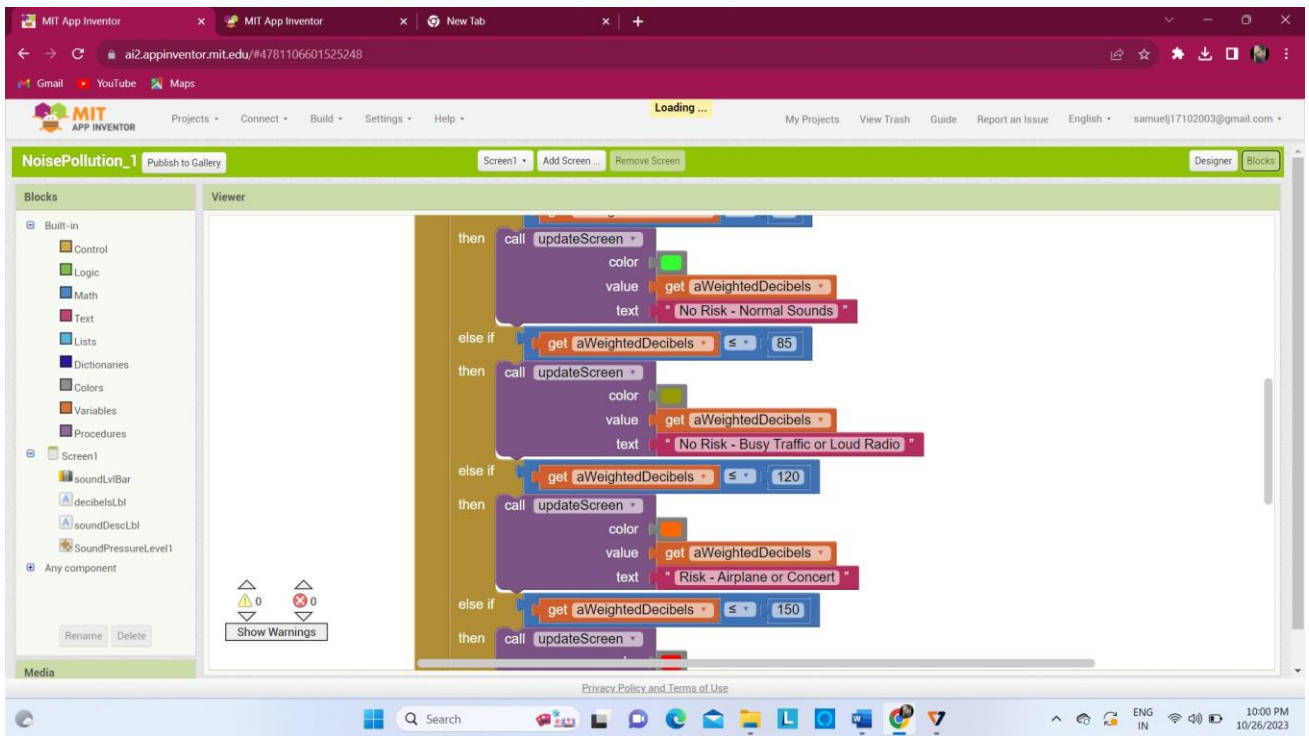 MIT App Inventor
MIT App Inventor
New Tab
ai2.appinventor.mit.edu/#4781106601525248
Gmail YouTube Maps
MIT
APP INVENTOR
Projects Connect Build Settings Help
Loading ...
My Projects View Trash Guide Report an Issue English samuelj17102003@gmail.com
NoisePollution_1 Publish to Gallery Screen1 Add Screen ... Remove Screen Designer Blocks
Blocks
Viewer
Built-in
Control
Logic
Math
Text
Lists
Dictionaries
Colors
Variables
Procedures
Screen1
soundLvlBar
decibelsLbl
soundDescLbl
SoundPressureLevel1
Any component
Rename Delete
Media
then call updateScreen
color
value get aWeightedDecibels
text " No Risk - Normal Sounds "
else if get aWeightedDecibels ≤ 85
then call updateScreen
color
value get aWeightedDecibels
text " No Risk - Busy Traffic or Loud Radio "
else if get aWeightedDecibels ≤ 120
then call updateScreen
color
value get aWeightedDecibels
text " Risk - Airplane or Concert "
else if get aWeightedDecibels ≤ 150
then call updateScreen
0 0
Show Warnings
Privacy Policy and Terms of Use
Search
ENG
IN
10:00 PM
10/26/2023